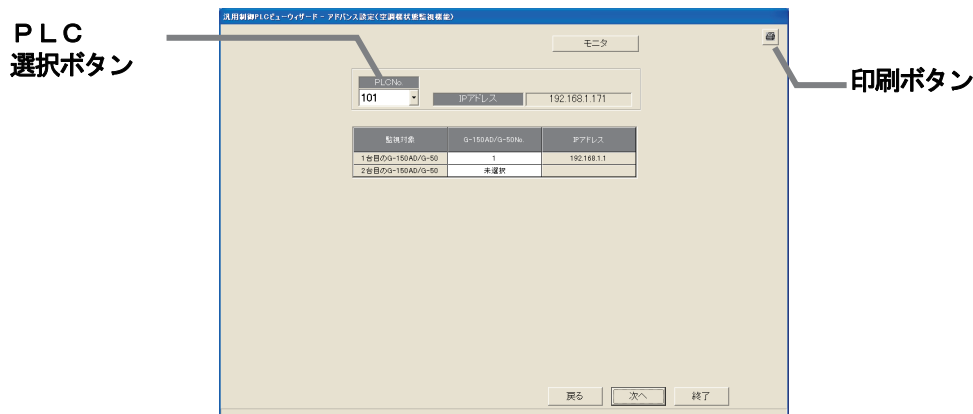 汎用制御PLCビューウィザード - アドバンス設定(空調機状態監視機能)
ＰＬＣ
選択ボタン
モニタ
印刷ボタン
PLCNo.
101
IPアドレス
192.168.1.171
監視対象 G-150AD/G-50No. IPアドレス
1台目のG-150AD/G-50 1 192.168.1.1
2台目のG-150AD/G-50 未選択
戻る 次へ 終了